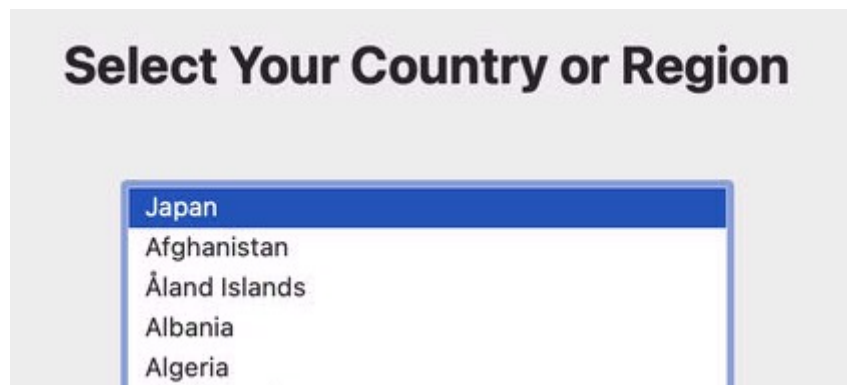 Select Your Country or Region
Japan
Afghanistan
Åland Islands
Albania
Algeria